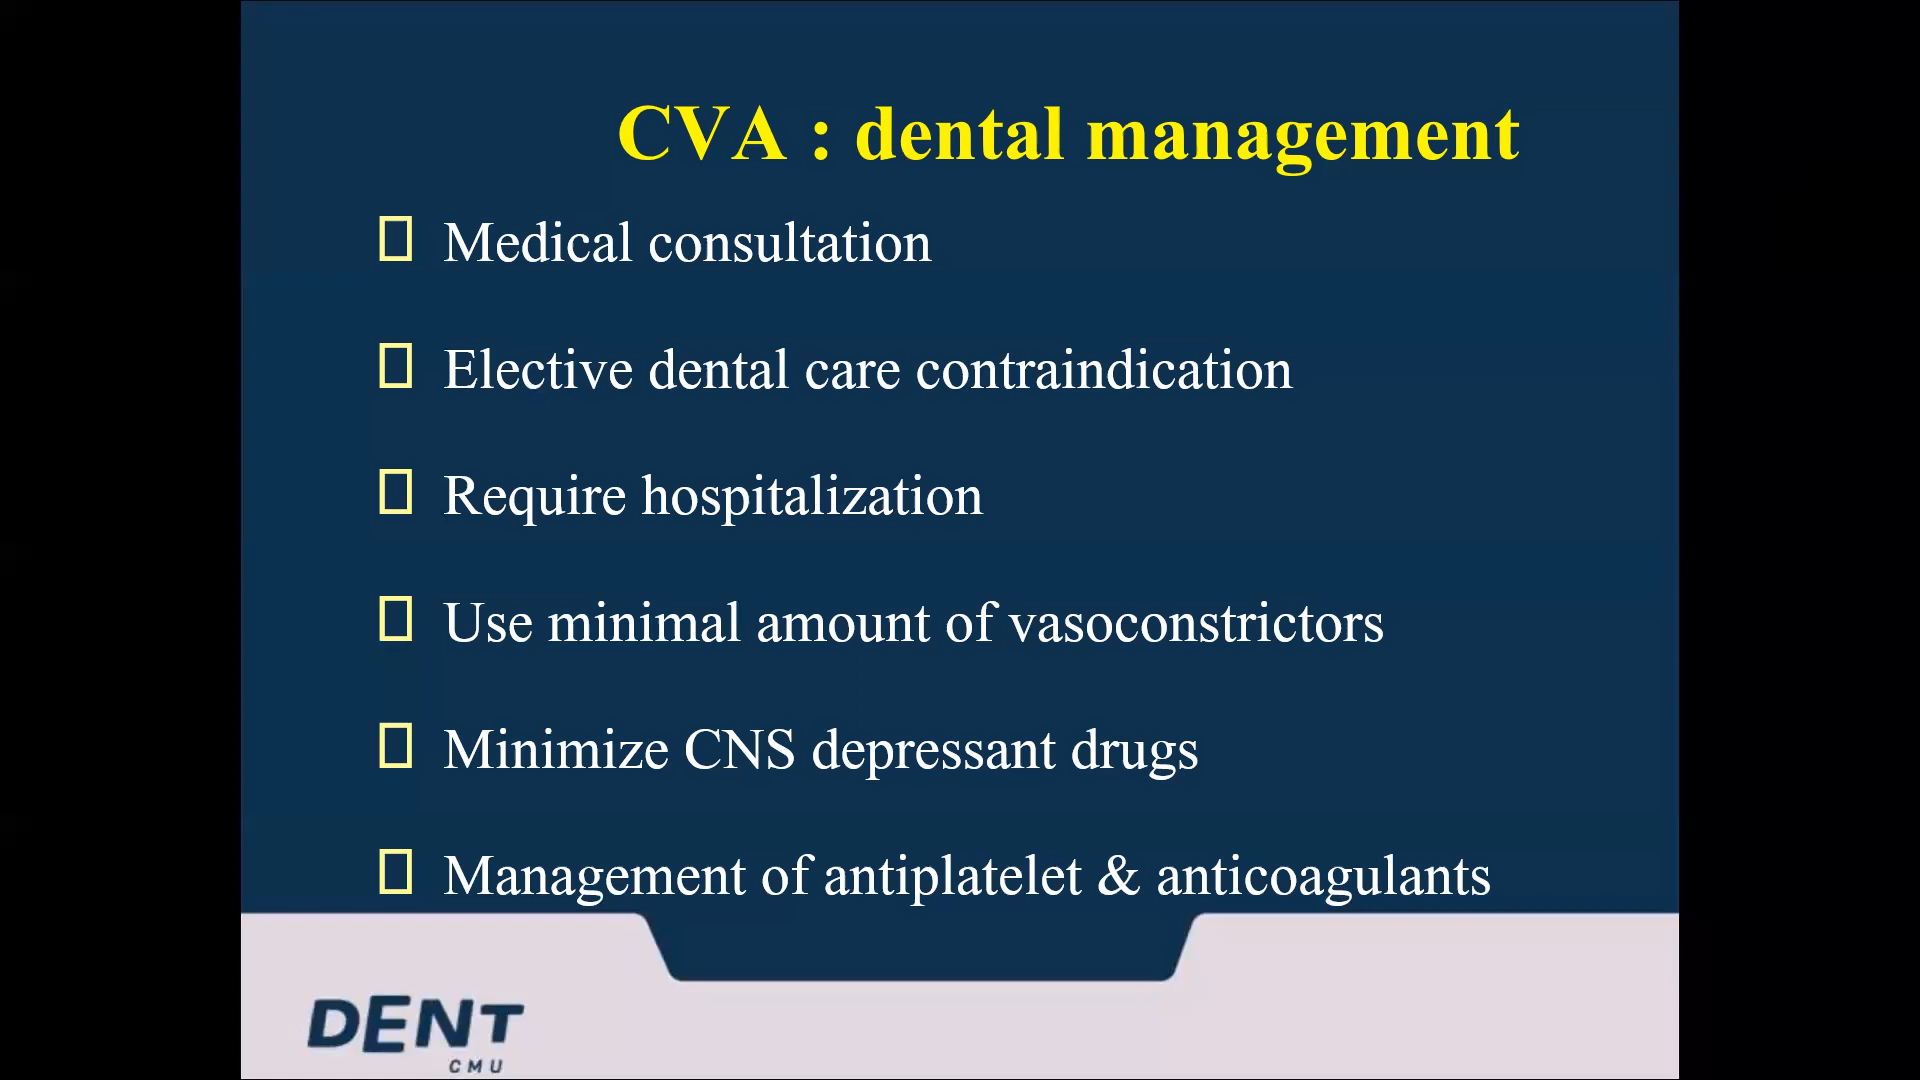 CVA : dental management
Medical consultation
Elective dental care contraindication
Require hospitalization
Use minimal amount of vasoconstrictors
Minimize CNS depressant drugs
Management of antiplatelet & anticoagulants
DENT
CMU